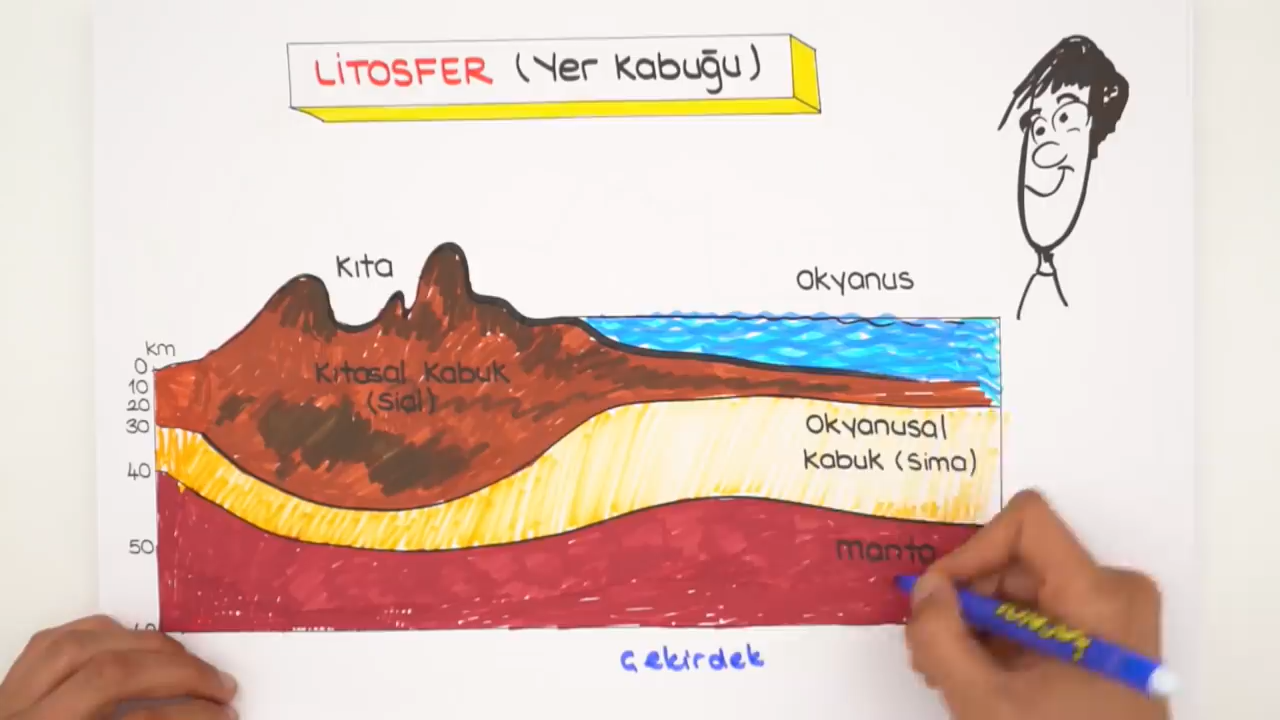 LİTOSFER (Yer Kabuğu)
Kıta
Okyanus
km
0
10
20
30
40
50
Kıtasal Kabuk
(Sial)
Okyanusal
Kabuk (Sima)
Manto
Çekirdek